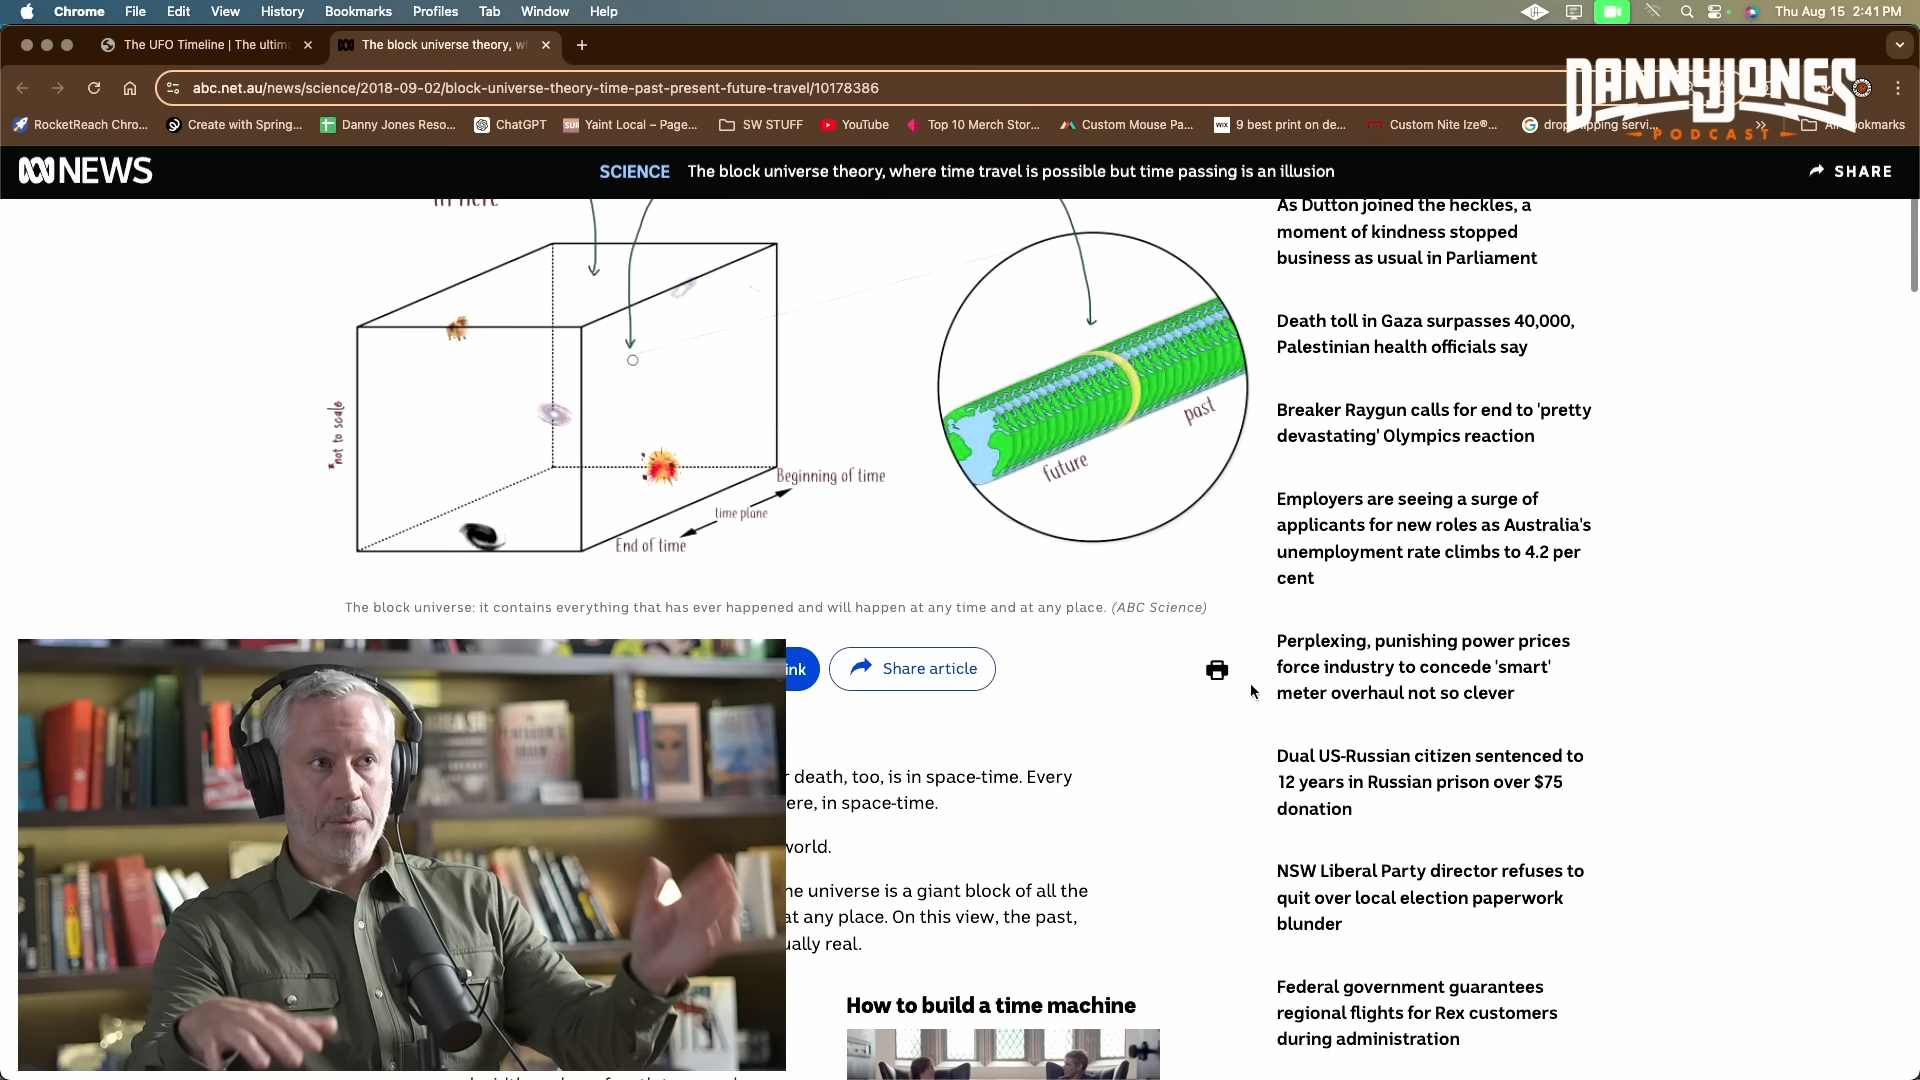 Chrome File Edit View History Bookmarks Profiles Tab Window Help
Thu Aug 15 2:41 PM
The UFO Timeline | The ultim
The block universe theory, w
abc.net.au/news/science/2018-09-02/block-universe-theory-time-past-present-future-travel/10178386
DANNY JONES
PODCAST
RocketReach Chro...
Create with Spring...
Danny Jones Reso...
ChatGPT
Yaint Local – Page...
SW STUFF
YouTube
Top 10 Merch Stor...
Custom Mouse Pa...
9 best print on de...
Custom Nite Ize®...
NEWS
SCIENCE The block universe theory, where time travel is possible but time passing is an illusion
SHARE
*not to scale
Beginning of time
time plane
End of time
past
future
The block universe: it contains everything that has ever happened and will happen at any time and at any place. (ABC Science)
ink
Share article
death, too, is in space-time. Every
ere, in space-time.
world.
he universe is a giant block of all the
at any place. On this view, the past,
ually real.
How to build a time machine
As Dutton joined the heckles, a
moment of kindness stopped
business as usual in Parliament
Death toll in Gaza surpasses 40,000,
Palestinian health officials say
Breaker Raygun calls for end to 'pretty
devastating' Olympics reaction
Employers are seeing a surge of
applicants for new roles as Australia's
unemployment rate climbs to 4.2 per
cent
Perplexing, punishing power prices
force industry to concede 'smart'
meter overhaul not so clever
Dual US-Russian citizen sentenced to
12 years in Russian prison over $75
donation
NSW Liberal Party director refuses to
quit over local election paperwork
blunder
Federal government guarantees
regional flights for Rex customers
during administration